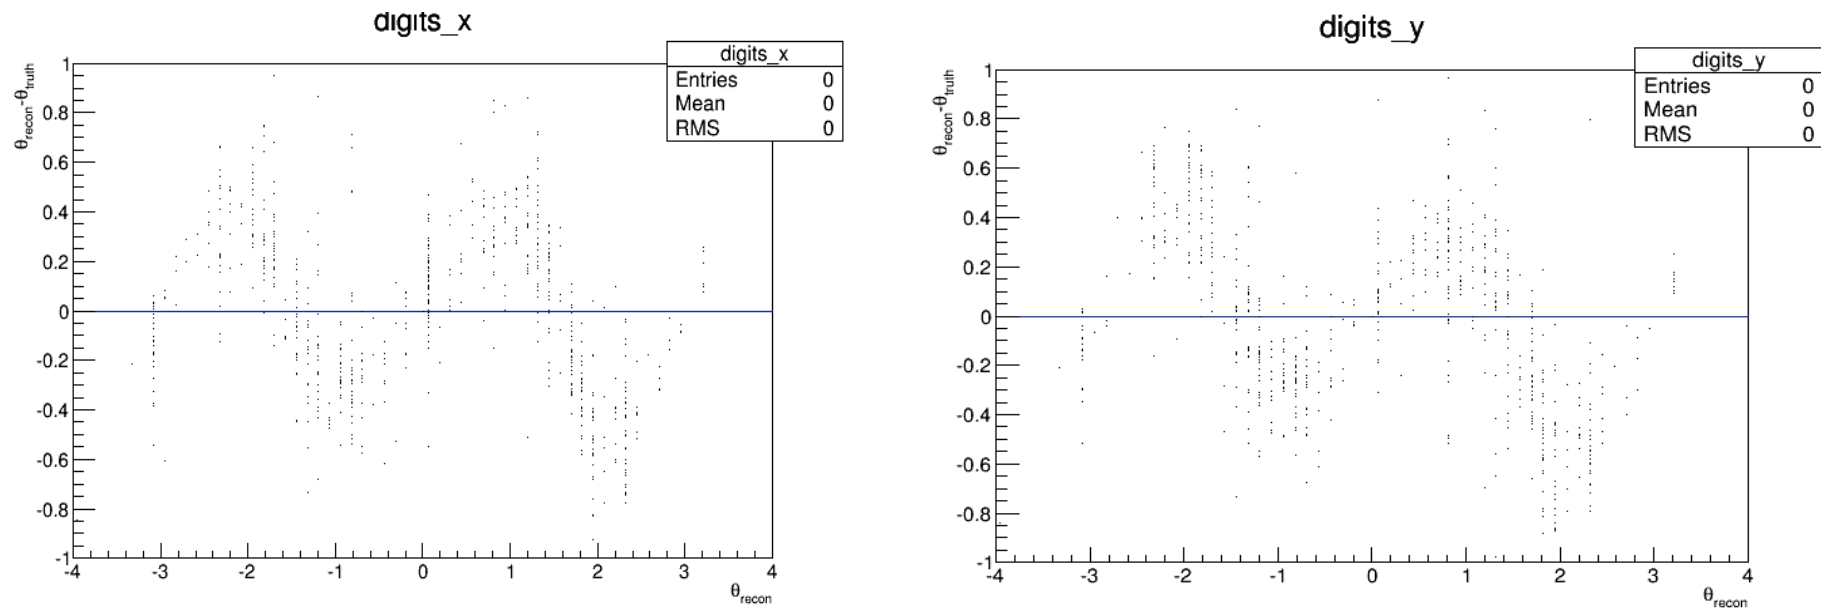 digits_x
digits_x
Entries 0
Mean 0
RMS 0
θrecon-θtruth
1
0.8
0.6
0.4
0.2
0
-0.2
-0.4
-0.6
-0.8
-1
-4 -3 -2 -1 0 1 2 3 4
θrecon
digits_y
digits_y
Entries 0
Mean 0
RMS 0
θrecon-θtruth
1
0.8
0.6
0.4
0.2
0
-0.2
-0.4
-0.6
-0.8
-1
-4 -3 -2 -1 0 1 2 3 4
θrecon